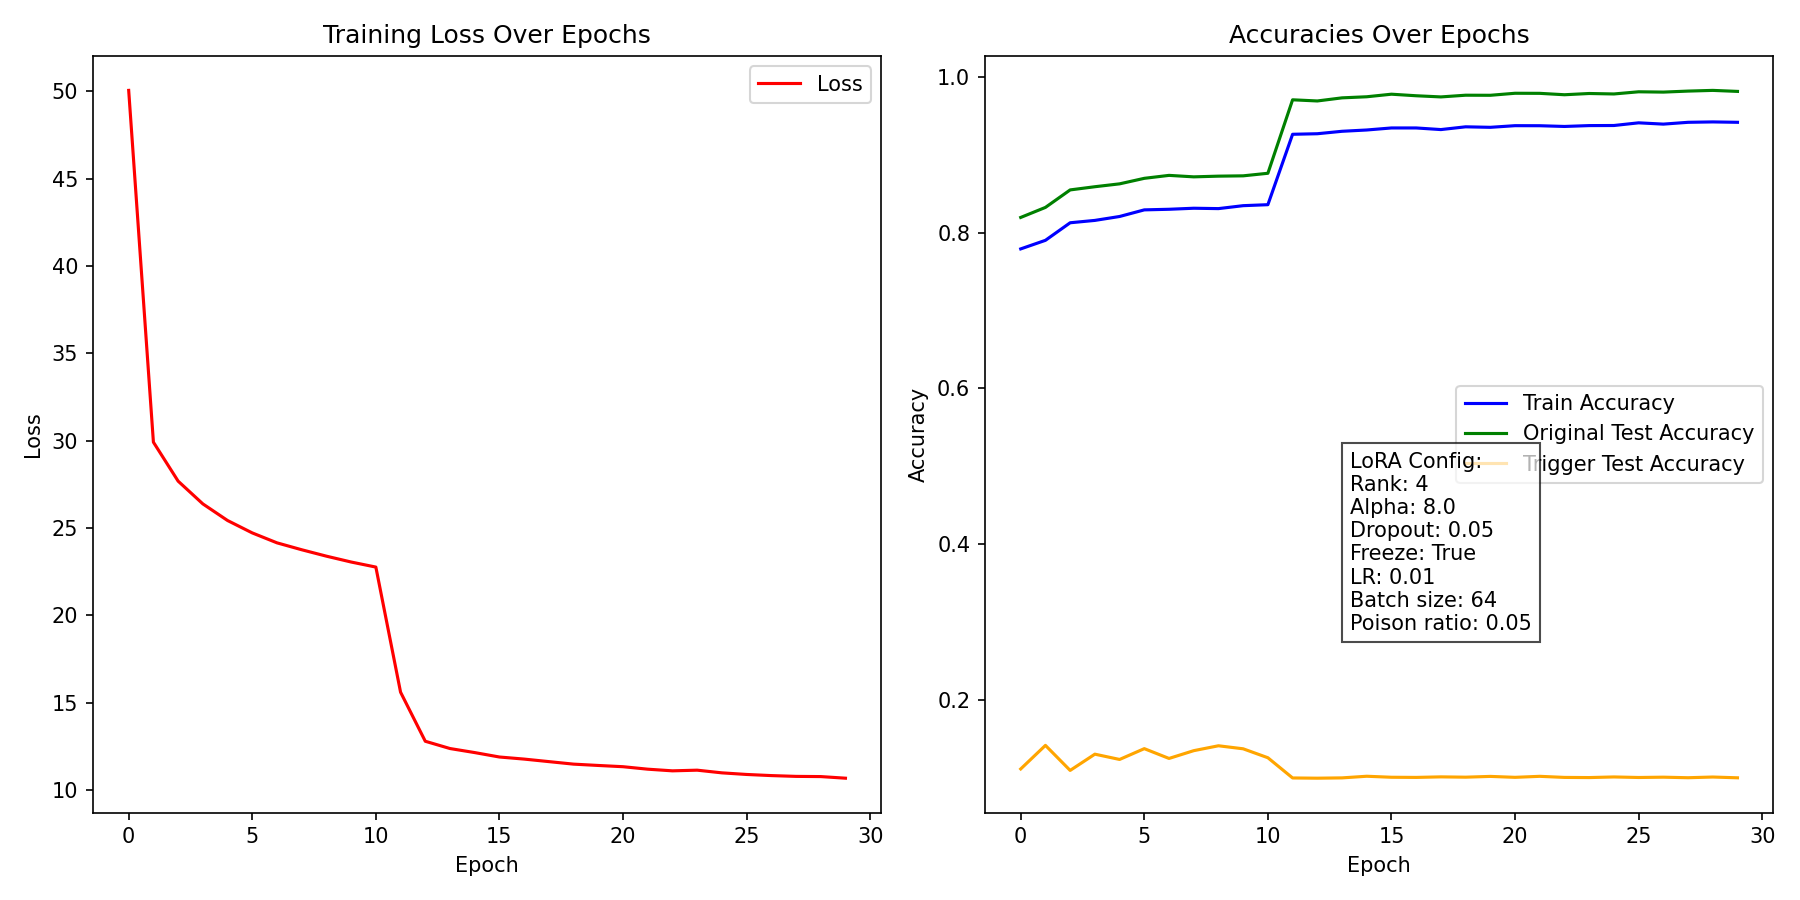 Training Loss Over Epochs
Loss
50
45
40
35
30
25
20
15
10
Loss
0 5 10 15 20 25 30
Epoch
Accuracies Over Epochs
1.0
0.8
0.6
0.4
0.2
Accuracy
Train Accuracy
Original Test Accuracy
Trigger Test Accuracy
LoRA Config:
Rank: 4
Alpha: 8.0
Dropout: 0.05
Freeze: True
LR: 0.01
Batch size: 64
Poison ratio: 0.05
0 5 10 15 20 25 30
Epoch